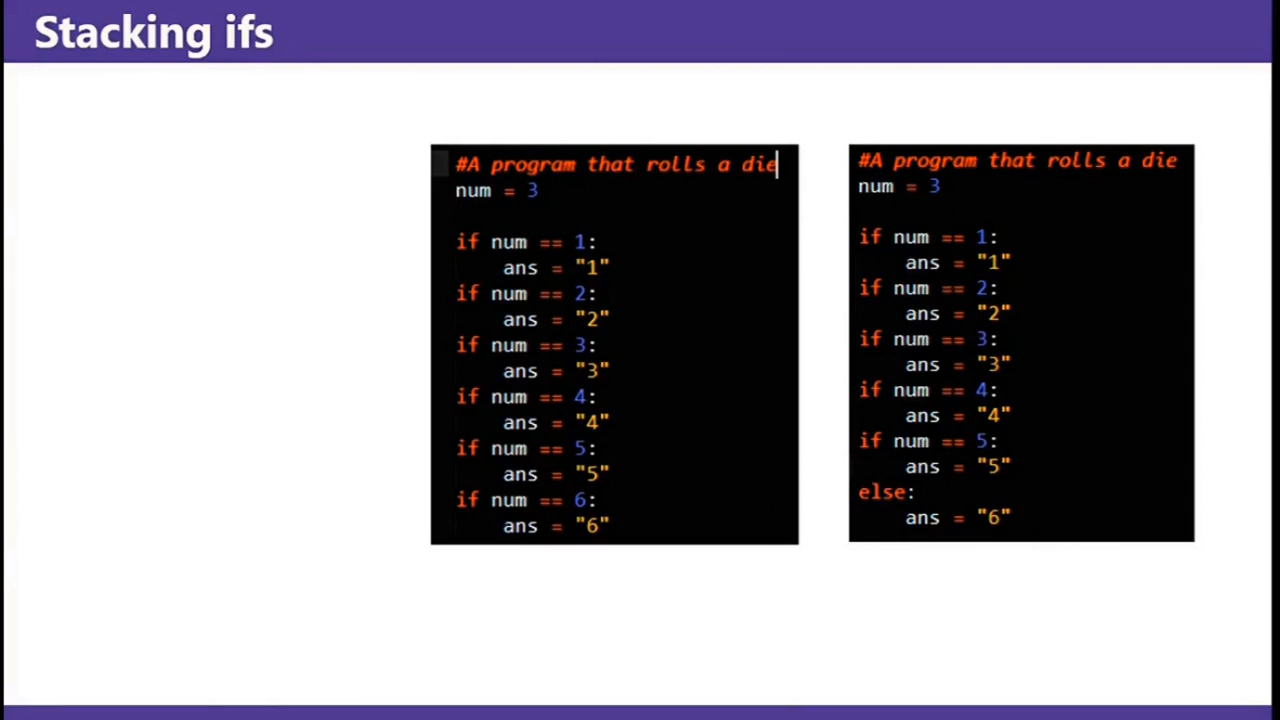 Stacking ifs
#A program that rolls a die
num = 3
if num == 1:
    ans = "1"
if num == 2:
    ans = "2"
if num == 3:
    ans = "3"
if num == 4:
    ans = "4"
if num == 5:
    ans = "5"
if num == 6:
    ans = "6"
#A program that rolls a die
num = 3
if num == 1:
    ans = "1"
if num == 2:
    ans = "2"
if num == 3:
    ans = "3"
if num == 4:
    ans = "4"
if num == 5:
    ans = "5"
else:
    ans = "6"